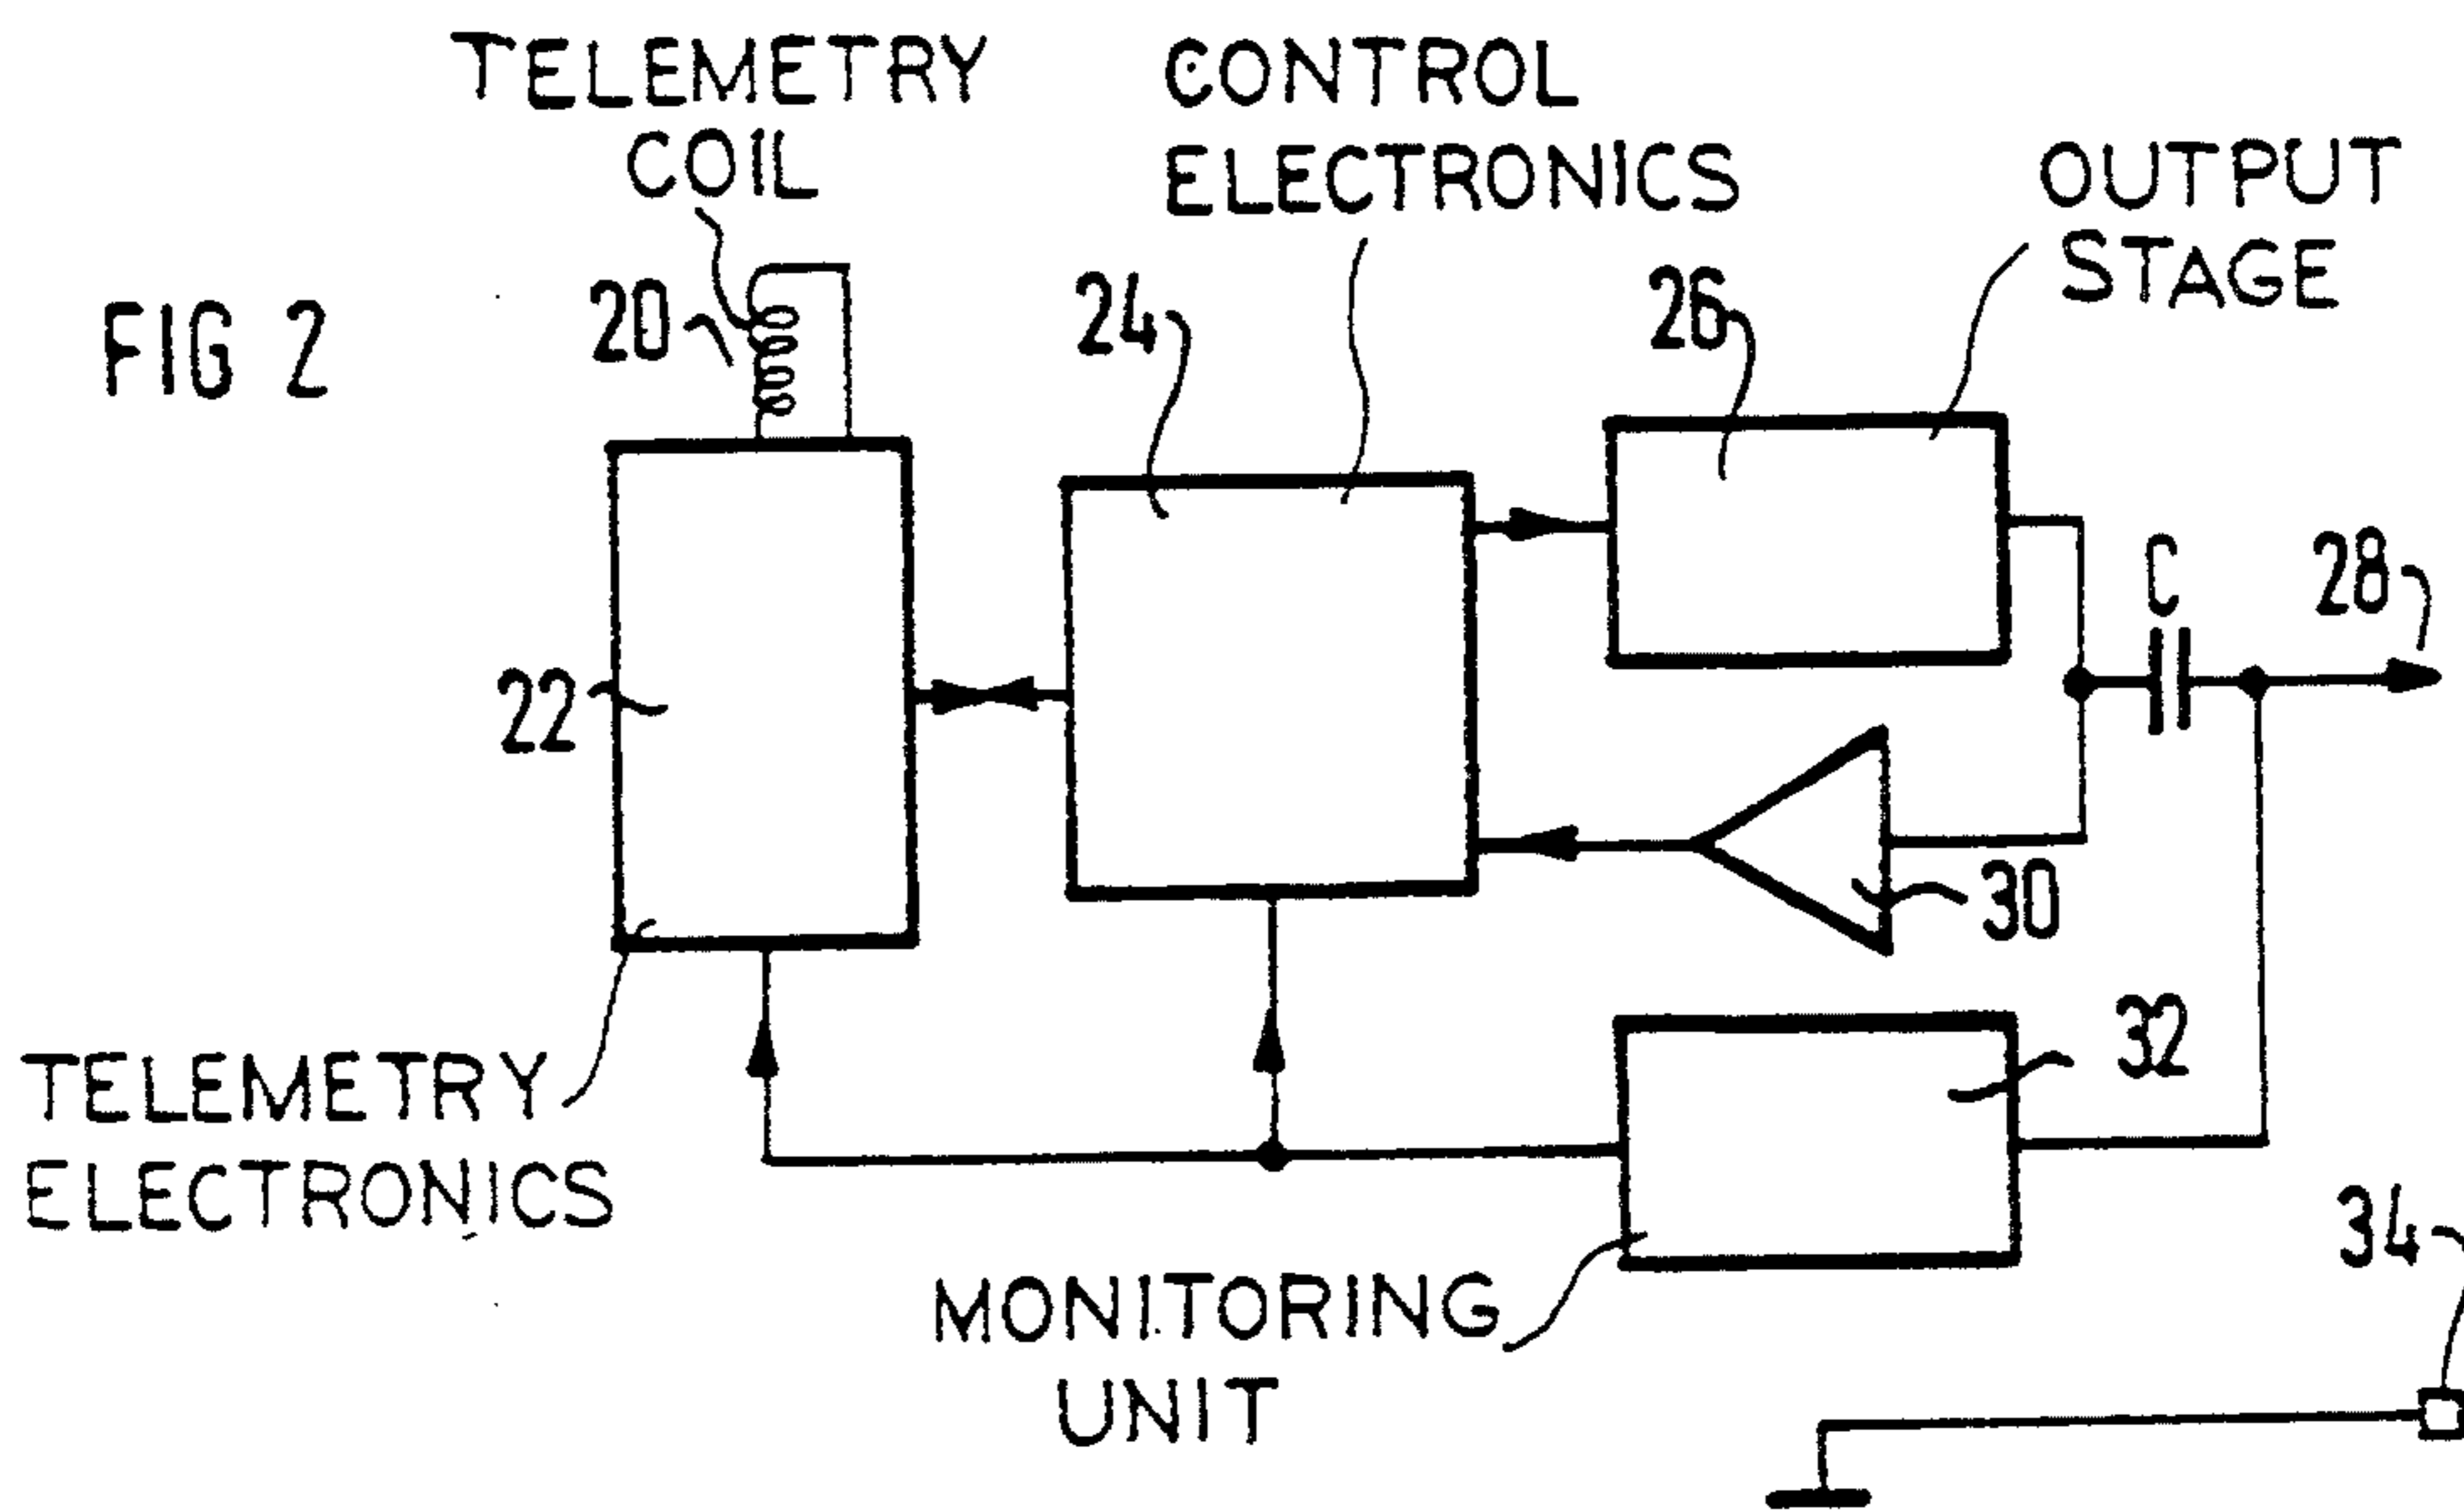 TELEMETRY
COIL
CONTROL
ELECTRONICS
OUTPUT
STAGE
FIG 2
20
24
26
C
28
22
30
32
TELEMETRY
ELECTRONICS
34
MONITORING
UNIT